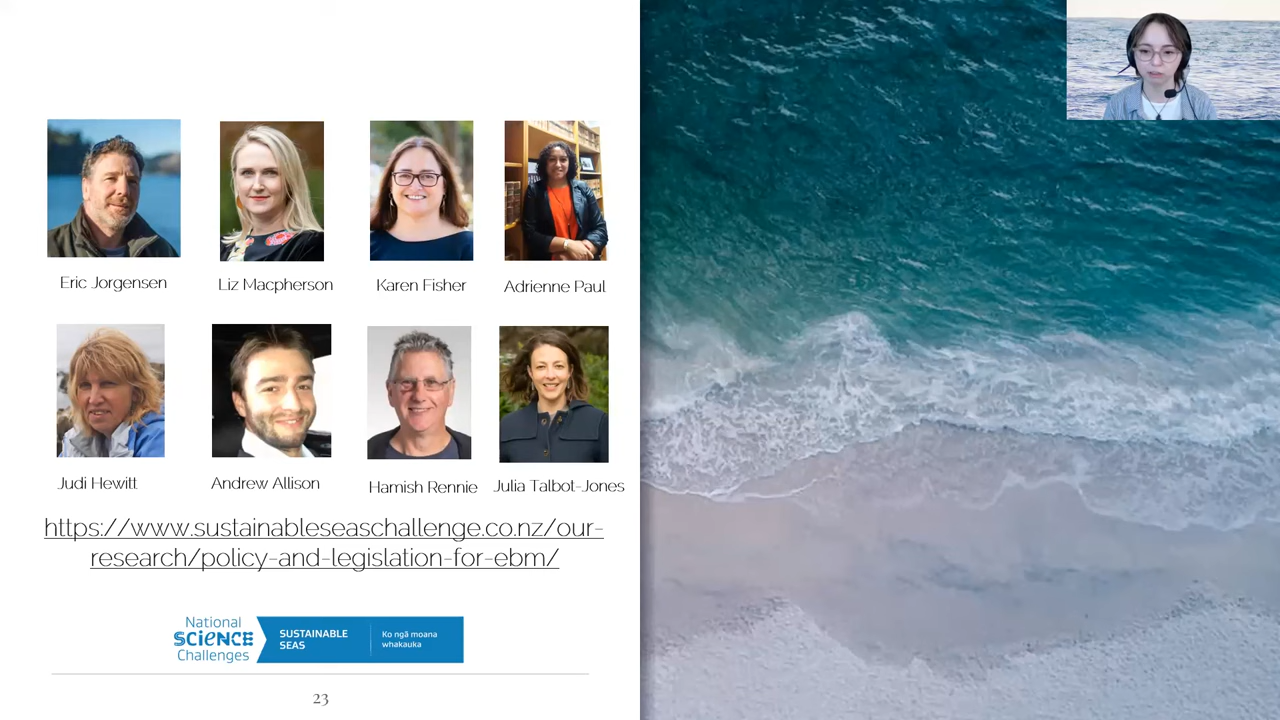 Eric Jorgensen
Liz Macpherson
Karen Fisher
Adrienne Paul
Judi Hewitt
Andrew Allison
Hamish Rennie
Julia Talbot-Jones
https://www.sustainableseaschallenge.co.nz/our-
research/policy-and-legislation-for-ebm/
National
SCIENCE
Challenges
SUSTAINABLE
SEAS
Ko ngā moana
whakauka
23